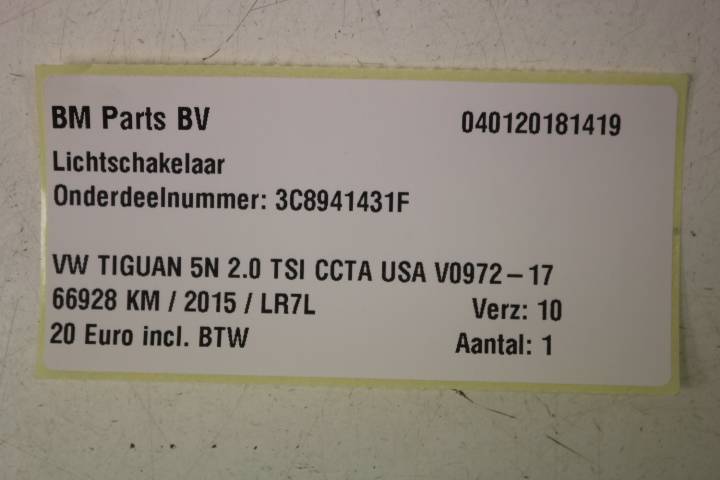 BM Parts BV 040120181419
Lichtschakelaar
Onderdeelnummer: 3C8941431F
VW TIGUAN 5N 2.0 TSI CCTA USA V0972-17
66928 KM / 2015 / LR7L Verz: 10
20 Euro incl. BTW Aantal: 1